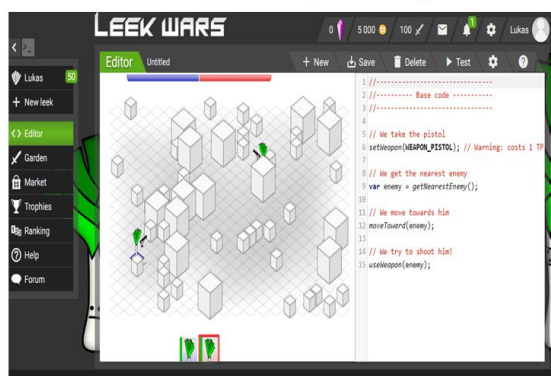 LEEK WARS
0
5 000
100
1
Lukas
Lukas 50
+ New leek
<> Editor
Garden
Market
Trophies
Ranking
Help
Forum
Editor Untitled
+ New
Save
Delete
Test
1 //--------------------------------
2 //---------- Base code -----------
3 //--------------------------------
4
5 // We take the pistol
6 setWeapon(WEAPON_PISTOL); // Warning: costs 1 TP
7
8 // We get the nearest enemy
9 var enemy = getNearestEnemy();
10
11 // We move towards him
12 moveToward(enemy);
13
14 // We try to shoot him!
15 useWeapon(enemy);